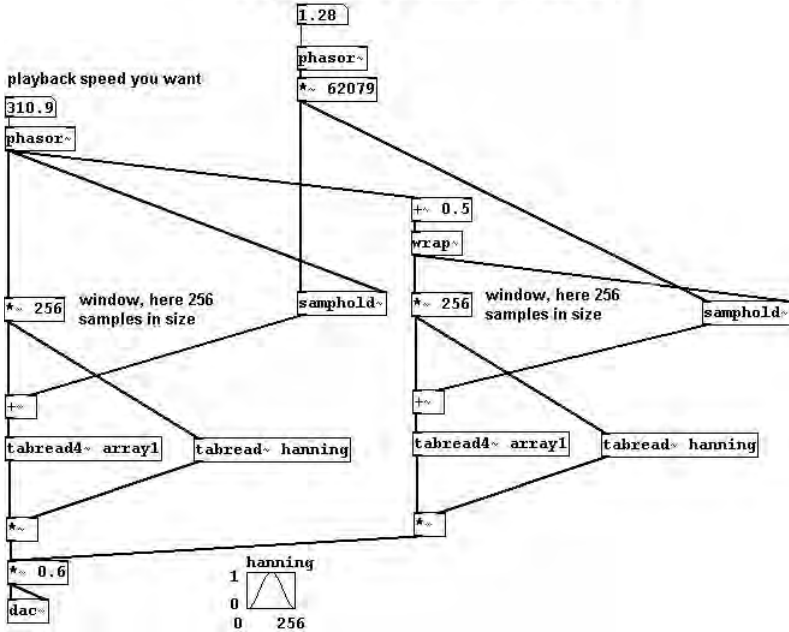 1.28
phasor~
*~ 62079
playback speed you want
310.9
phasor~
+~ 0.5
wrap~
*~ 256
window, here 256
samples in size
samphold~
*~ 256
window, here 256
samples in size
samphold~
+~
+~
tabread4~ array1
tabread~ hanning
tabread4~ array1
tabread~ hanning
*~
*~
*~ 0.6
dac~
hanning
1
0
0 256